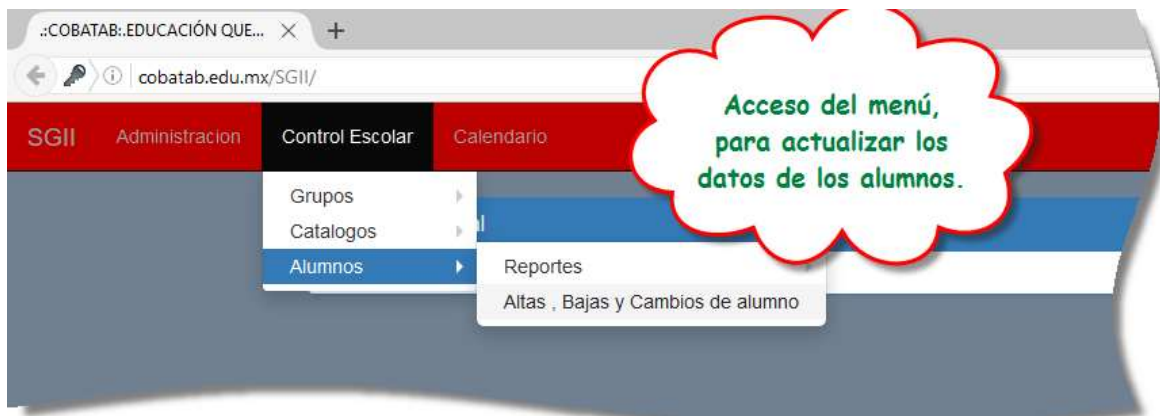 .:COBATAB:.EDUCACIÓN QUE...
cobatab.edu.mx/SGII/
SGII Administracion Control Escolar Calendario
Acceso del menú,
para actualizar los
datos de los alumnos.
Grupos
Catalogos
Alumnos
Reportes
Altas , Bajas y Cambios de alumno